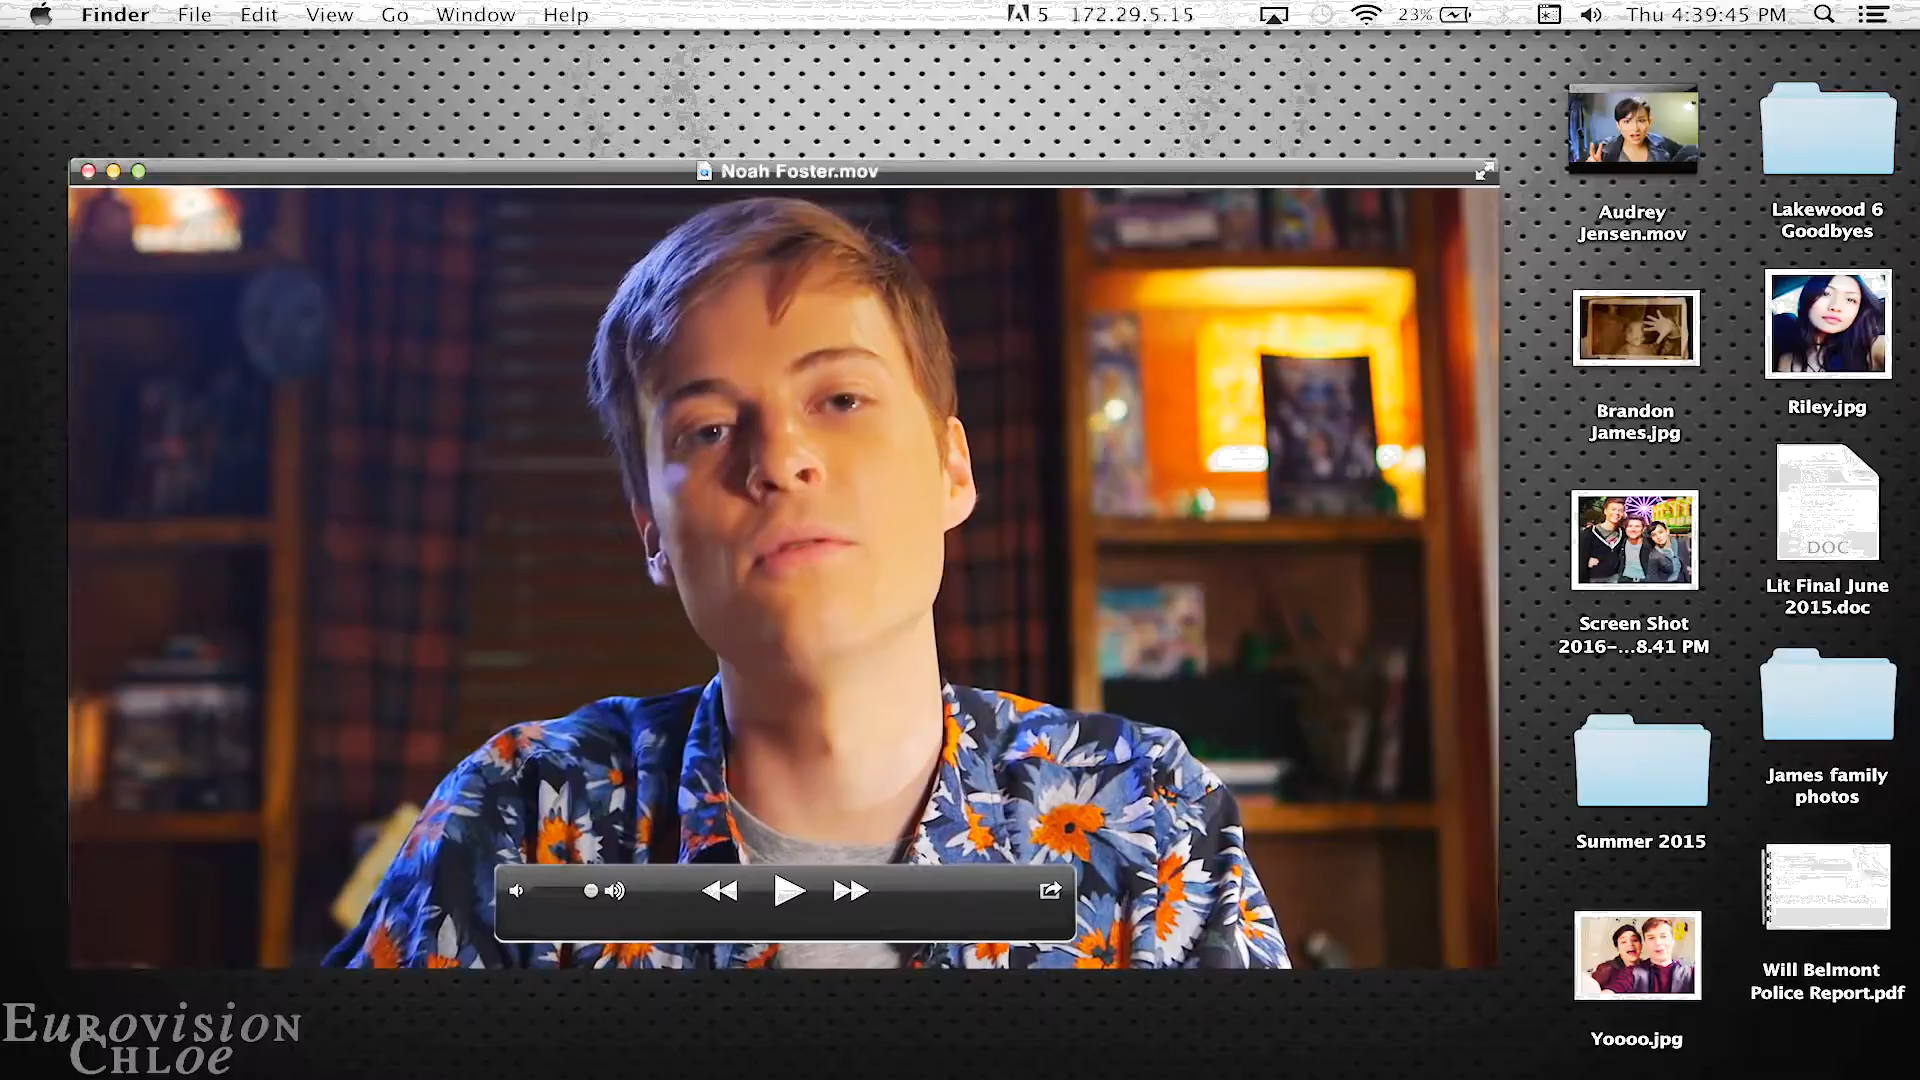 Finder File Edit View Go Window Help
5 172.29.5.15 23% Thu 4:39:45 PM
Noah Foster.mov
Audrey
Jensen.mov
Lakewood 6
Goodbyes
Brandon
James.jpg
Riley.jpg
DOC
Screen Shot
2016-...8.41 PM
Lit Final June
2015.doc
Summer 2015
James family
photos
Yoooo.jpg
Will Belmont
Police Report.pdf
Eurovision
Chloe